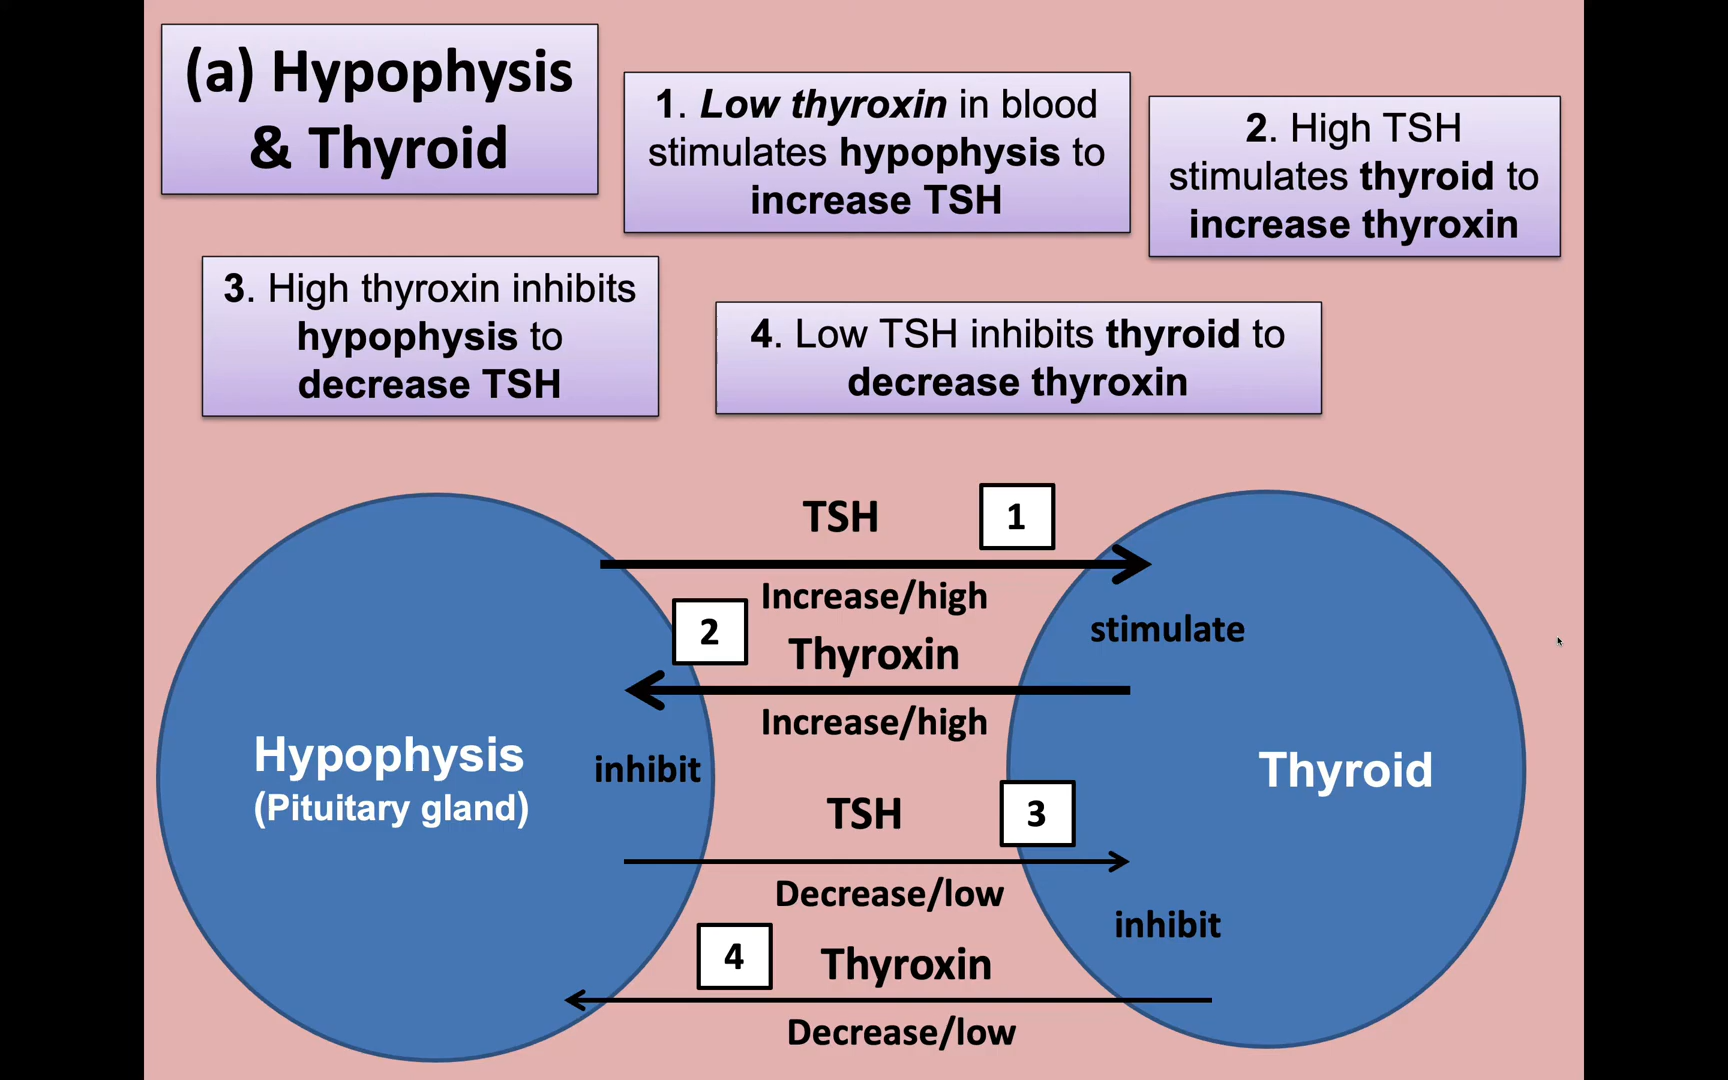 (a) Hypophysis
& Thyroid
1. Low thyroxin in blood
stimulates hypophysis to
increase TSH
2. High TSH
stimulates thyroid to
increase thyroxin
3. High thyroxin inhibits
hypophysis to
decrease TSH
4. Low TSH inhibits thyroid to
decrease thyroxin
TSH
1
Increase/high
stimulate
2
Thyroxin
Increase/high
inhibit
Hypophysis
(Pituitary gland)
Thyroid
TSH
3
Decrease/low
inhibit
4
Thyroxin
Decrease/low